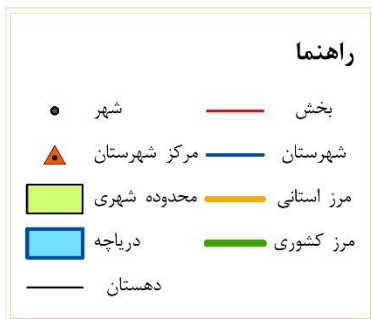 راهنما
بخش شهر
شهرستان مرکز شهرستان
مرز استانی محدوده شهری
مرز کشوری دریاچه
دهستان